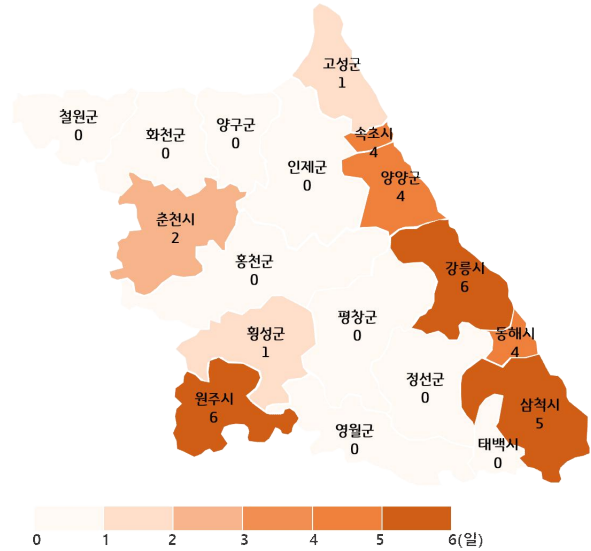 고성군
1
철원군
0
화천군
0
양구군
0
속초시
4
인제군
0
양양군
4
춘천시
2
홍천군
0
강릉시
6
평창군
0
횡성군
1
동해시
4
정선군
0
원주시
6
삼척시
5
영월군
0
태백시
0
0 1 2 3 4 5 6(일)